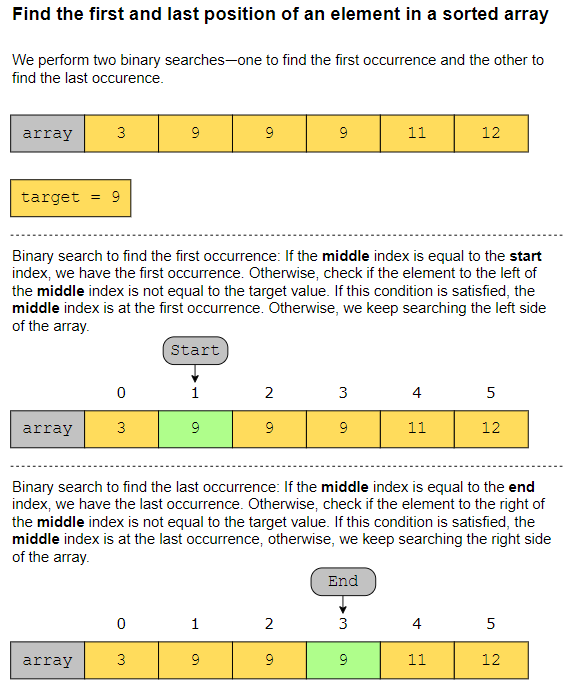 Find the first and last position of an element in a sorted array
We perform two binary searches—one to find the first occurrence and the other to
find the last occurence.
array 3 9 9 9 11 12
target = 9
Binary search to find the first occurrence: If the middle index is equal to the start
index, we have the first occurrence. Otherwise, check if the element to the left of
the middle index is not equal to the target value. If this condition is satisfied, the
middle index is at the first occurrence. Otherwise, we keep searching the left side
of the array.
Start
0 1 2 3 4 5
array 3 9 9 9 11 12
Binary search to find the last occurrence: If the middle index is equal to the end
index, we have the last occurrence. Otherwise, check if the element to the right of
the middle index is not equal to the target value. If this condition is satisfied, the
middle index is at the last occurrence, otherwise, we keep searching the right side
of the array.
End
0 1 2 3 4 5
array 3 9 9 9 11 12